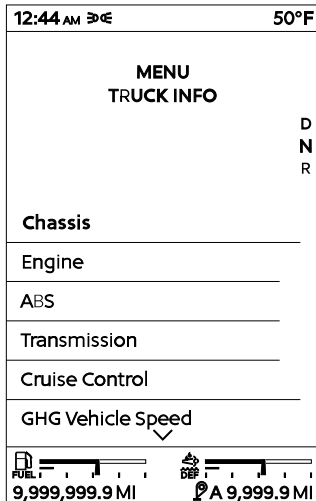 12:44 AM 50°F
MENU
TRUCK INFO
D
N
R
Chassis
Engine
ABS
Transmission
Cruise Control
GHG Vehicle Speed
FUEL DEF
9,999,999.9 MI A 9,999.9 MI